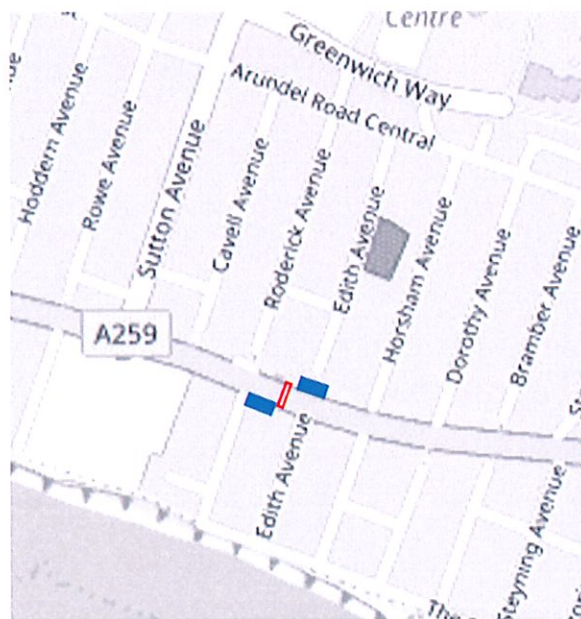 Centre
Greenwich Way
Arundel Road Central
Hoddern Avenue
Rowe Avenue
Sutton Avenue
Cavell Avenue
Roderick Avenue
Edith Avenue
Horsham Avenue
Dorothy Avenue
Bramber Avenue
A259
Edith Avenue
Steyning Avenue
The